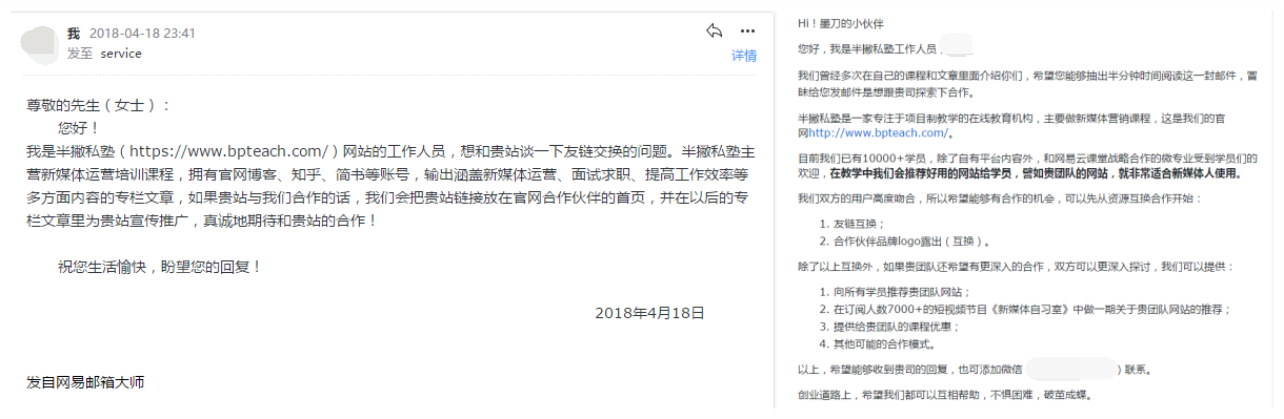 我 2018-04-18 23:41
发至 service
详情
尊敬的先生（女士）：
您好！
我是半撇私塾（https://www.bpteach.com/）网站的工作人员，想和贵站谈一下友链交换的问题。半撇私塾主
营新媒体运营培训课程，拥有官网博客、知乎、简书等账号，输出涵盖新媒体运营、面试求职、提高工作效率等
多方面内容的专栏文章，如果贵站与我们合作的话，我们会把贵站链接放在官网合作伙伴的首页，并在以后的专
栏文章里为贵站宣传推广，真诚地期待和贵站的合作！
祝您生活愉快，盼望您的回复！
2018年4月18日
发自网易邮箱大师
Hi！墨刀的小伙伴
您好，我是半撇私塾工作人员，
我们曾经多次在自己的课程和文章里面介绍你们，希望您能够抽出半分钟时间阅读这一封邮件，冒
昧给您发邮件是想跟贵司探索下合作。
半撇私塾是一家专注于项目制教学的在线教育机构，主要做新媒体营销课程，这是我们的官
网http://www.bpteach.com/。
目前我们已有10000+学员，除了自有平台内容外，和网易云课堂战略合作的微专业受到学员们的
欢迎，在教学中我们会推荐好用的网站给学员，譬如贵团队的网站，就非常适合新媒体人使用。
我们双方的用户高度吻合，所以希望能够有合作的机会，可以先从资源互换合作开始：
1. 友链互换；
2. 合作伙伴品牌logo露出（互换）。
除了以上互换外，如果贵团队还希望有更深入的合作，双方可以更深入探讨，我们可以提供：
1. 向所有学员推荐贵团队网站；
2. 在订阅人数7000+的短视频节目《新媒体自习室》中做一期关于贵团队网站的推荐；
3. 提供给贵团队的课程优惠；
4. 其他可能的合作模式。
以上，希望能够收到贵司的回复，也可添加微信 ）联系。
创业道路上，希望我们都可以互相帮助，不惧困难，破茧成蝶。